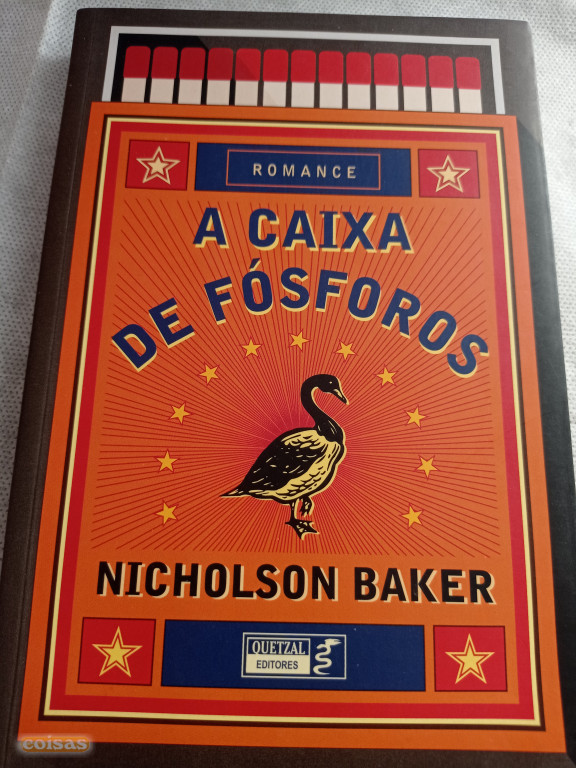 ROMANCE
A CAIXA
DE FÓSFOROS
NICHOLSON BAKER
QUETZAL
EDITORES
coisas